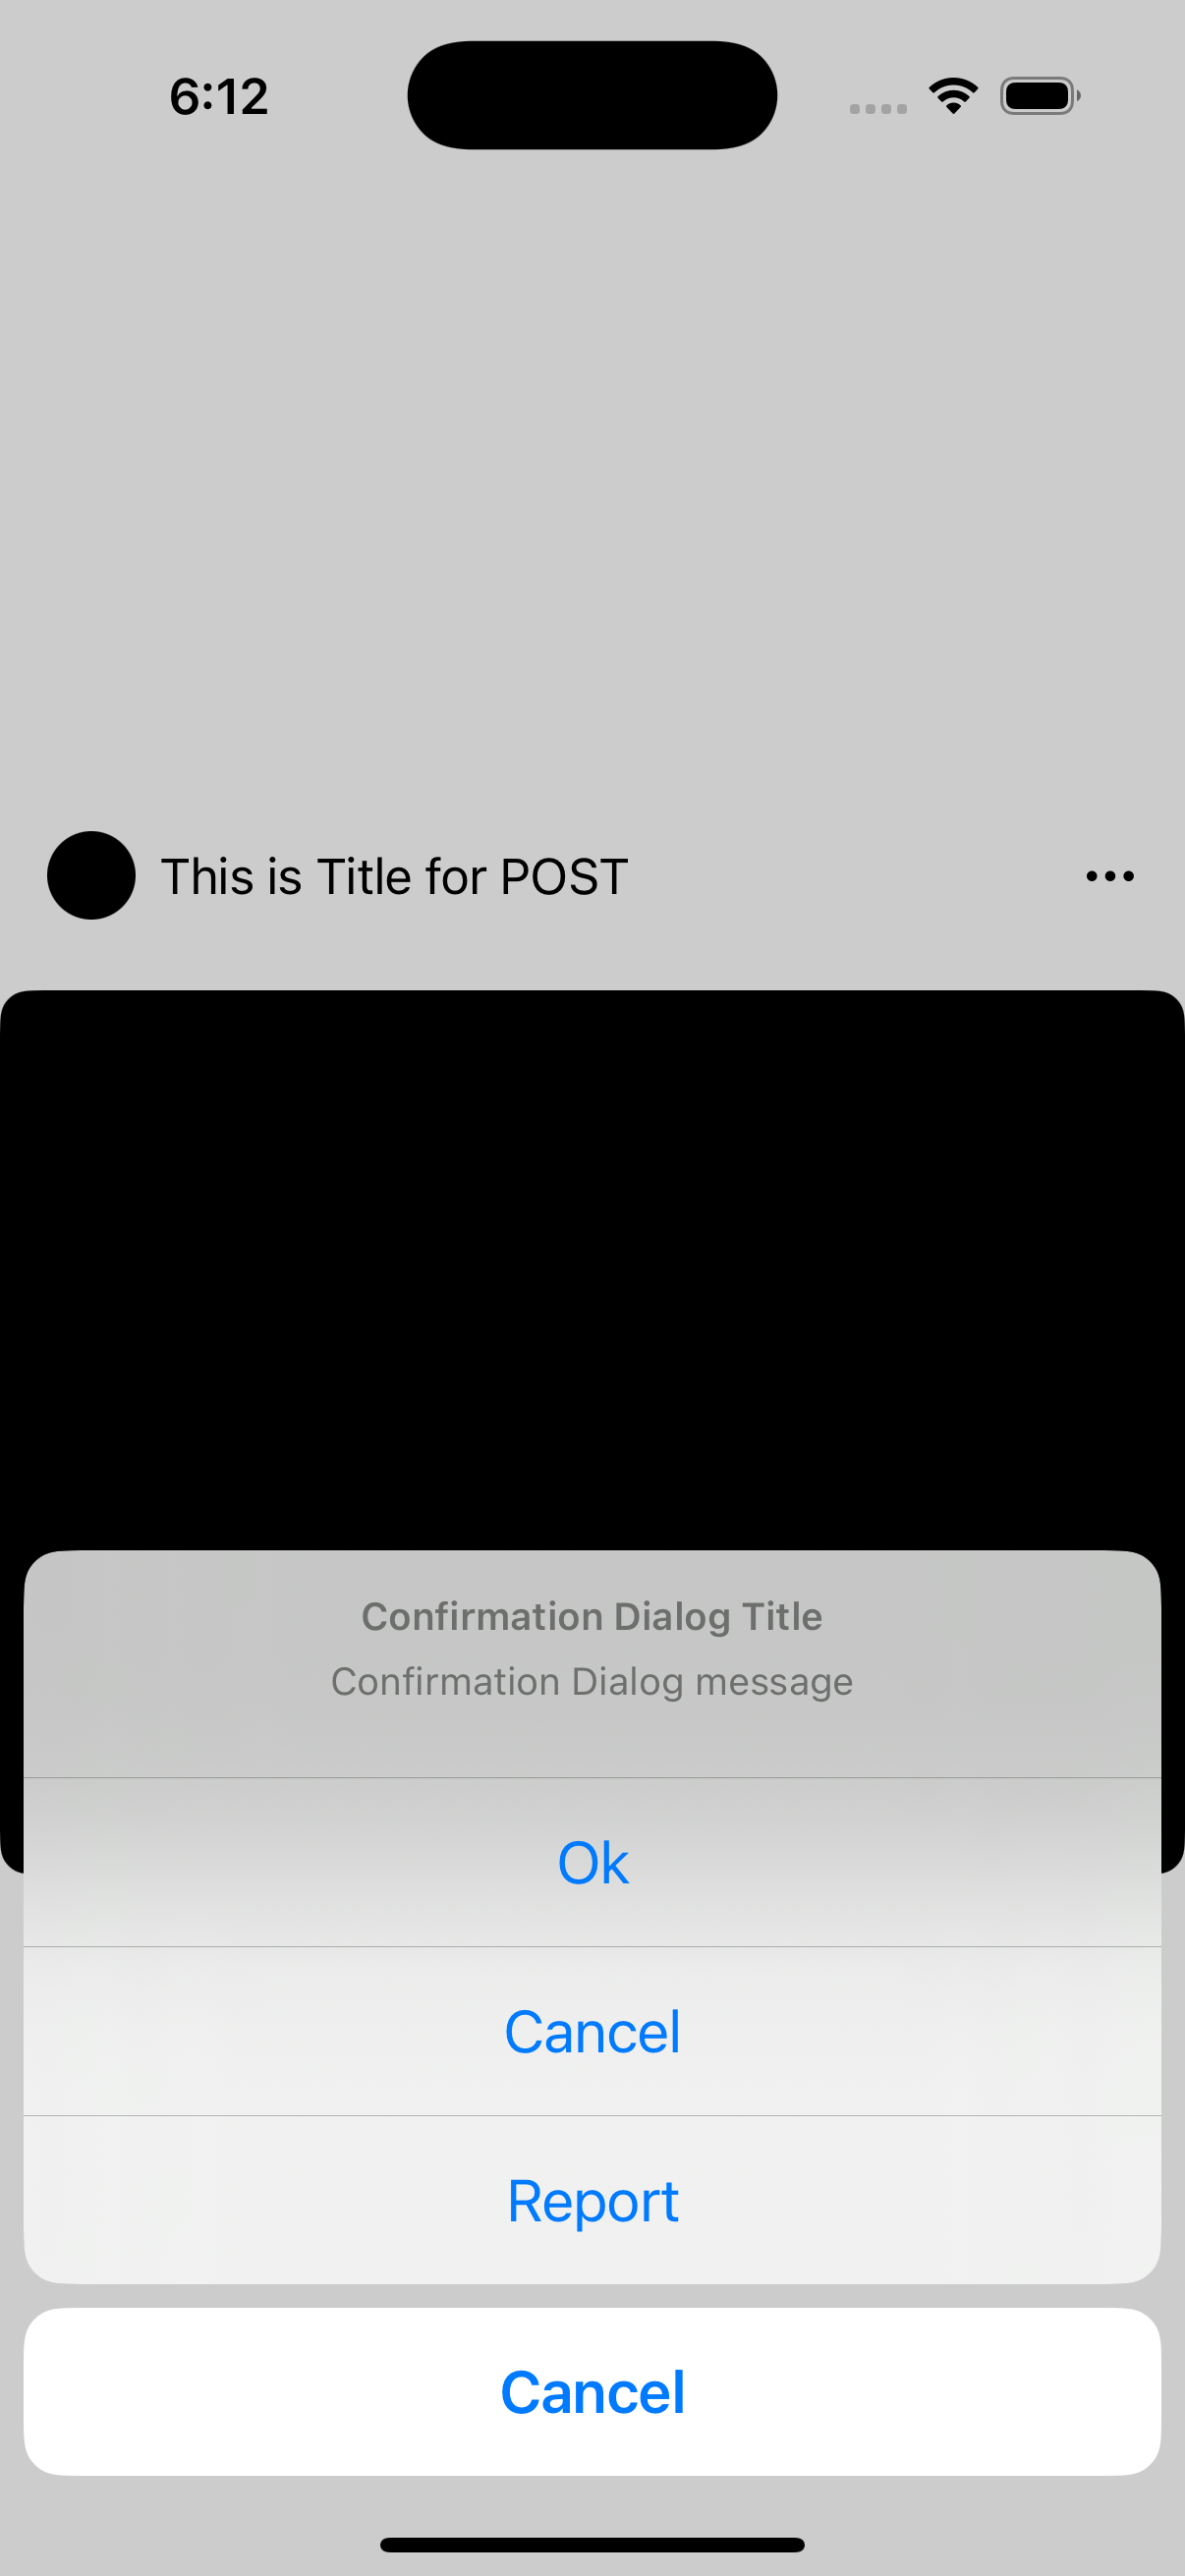 6:12
This is Title for POST
Confirmation Dialog Title
Confirmation Dialog message
Ok
Cancel
Report
Cancel